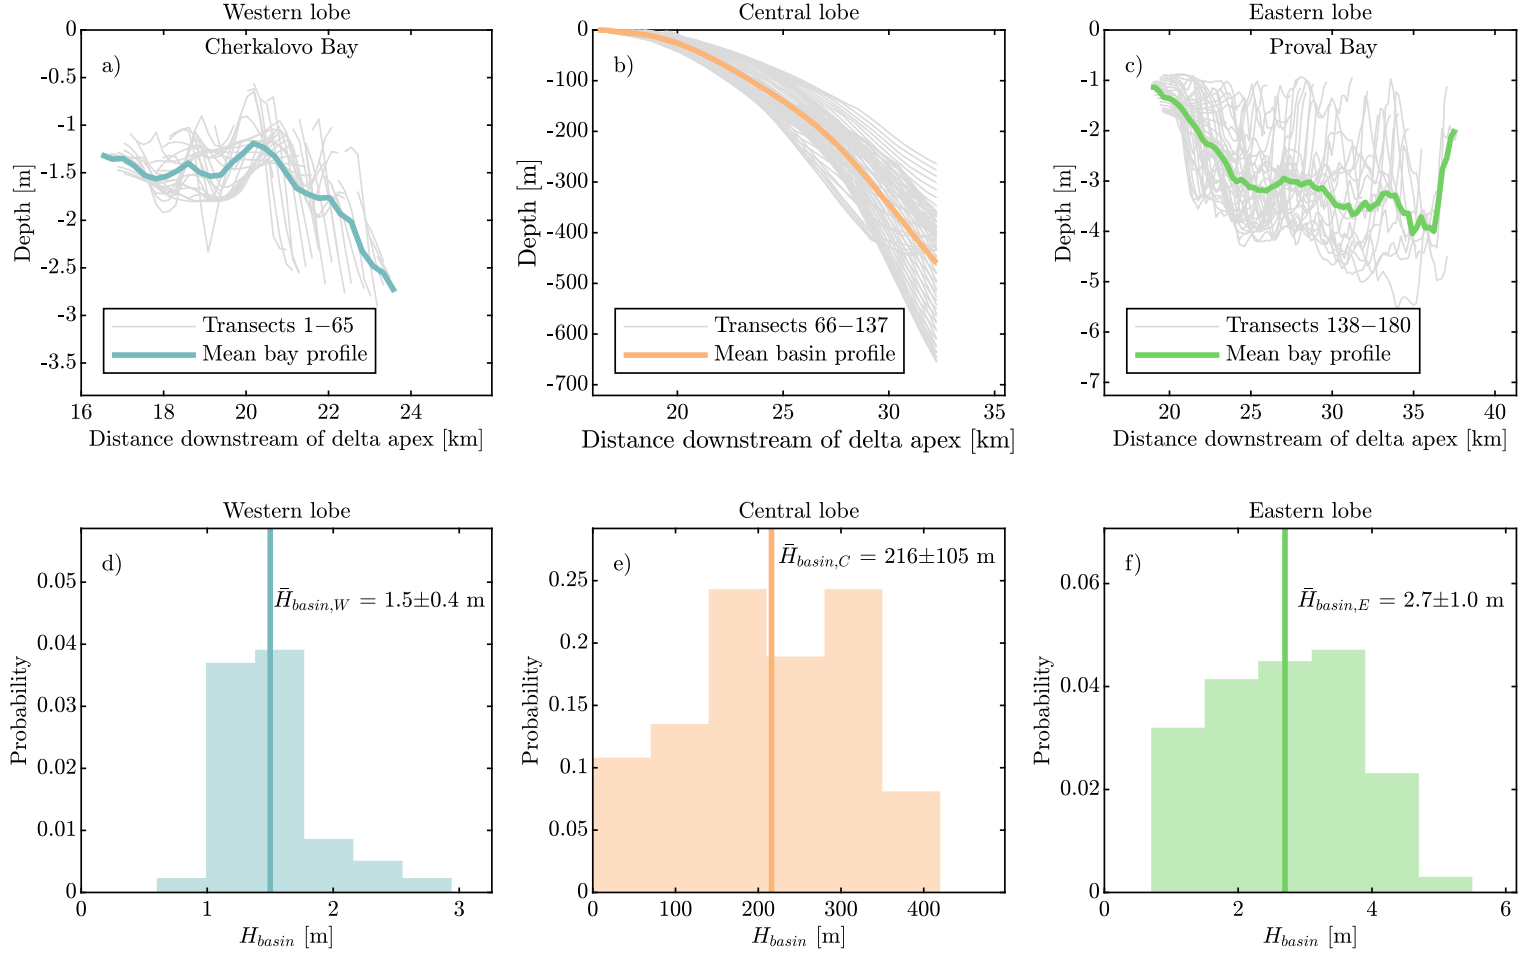 Western lobe
Cherkalovo Bay
a)
0
-0.5
-1
-1.5
-2
-2.5
-3
-3.5
Depth [m]
Transects 1−65
Mean bay profile
16 18 20 22 24
Distance downstream of delta apex [km]
Central lobe
b)
0
-100
-200
-300
-400
-500
-600
-700
Depth [m]
Transects 66−137
Mean basin profile
20 25 30 35
Distance downstream of delta apex [km]
Eastern lobe
Proval Bay
c)
0
-1
-2
-3
-4
-5
-6
-7
Depth [m]
Transects 138−180
Mean bay profile
20 25 30 35 40
Distance downstream of delta apex [km]
Western lobe
d)
H̄basin,W = 1.5±0.4 m
0.05
0.04
0.03
0.02
0.01
0
Probability
0 1 2 3
Hbasin [m]
Central lobe
e)
H̄basin,C = 216±105 m
0.25
0.2
0.15
0.1
0.05
0
Probability
0 100 200 300 400
Hbasin [m]
Eastern lobe
f)
H̄basin,E = 2.7±1.0 m
0.06
0.04
0.02
0
Probability
0 2 4 6
Hbasin [m]